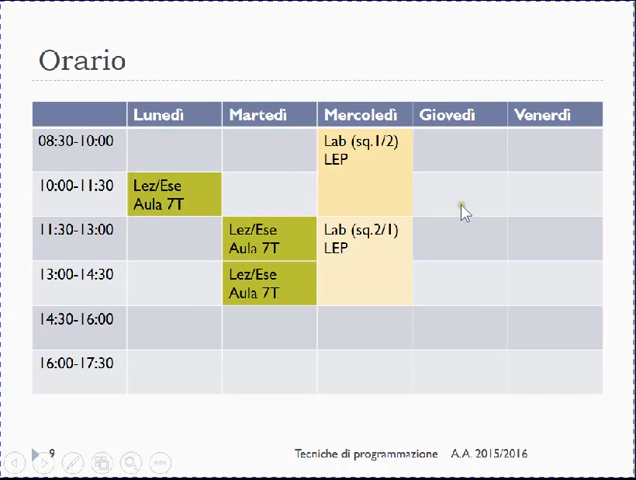 Orario
Lunedì Martedì Mercoledì Giovedì Venerdì
08:30-10:00 Lab (sq.1/2)
LEP
10:00-11:30 Lez/Ese
Aula 7T
11:30-13:00 Lez/Ese Lab (sq.2/1)
Aula 7T LEP
13:00-14:30 Lez/Ese
Aula 7T
14:30-16:00
16:00-17:30
9 Tecniche di programmazione A.A. 2015/2016